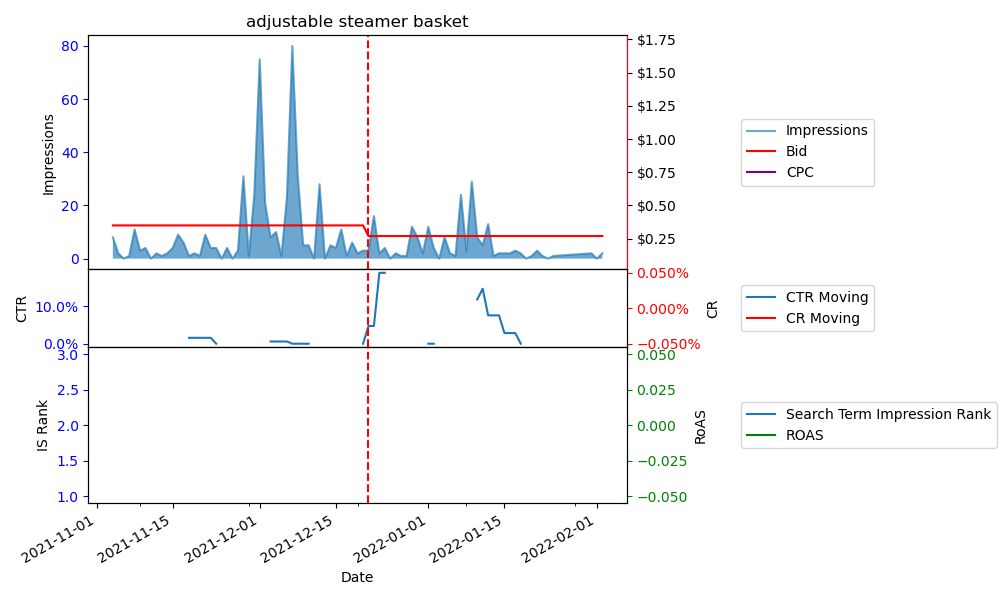 adjustable steamer basket
80
60
40
20
0
Impressions
$1.75
$1.50
$1.25
$1.00
$0.75
$0.50
$0.25
Impressions
Bid
CPC
10.0%
0.0%
CTR
0.050%
0.000%
−0.050%
CR
CTR Moving
CR Moving
3.0
2.5
2.0
1.5
1.0
IS Rank
0.050
0.025
0.000
−0.025
−0.050
RoAS
Search Term Impression Rank
ROAS
2021-11-01
2021-11-15
2021-12-01
2021-12-15
2022-01-01
2022-01-15
2022-02-01
Date